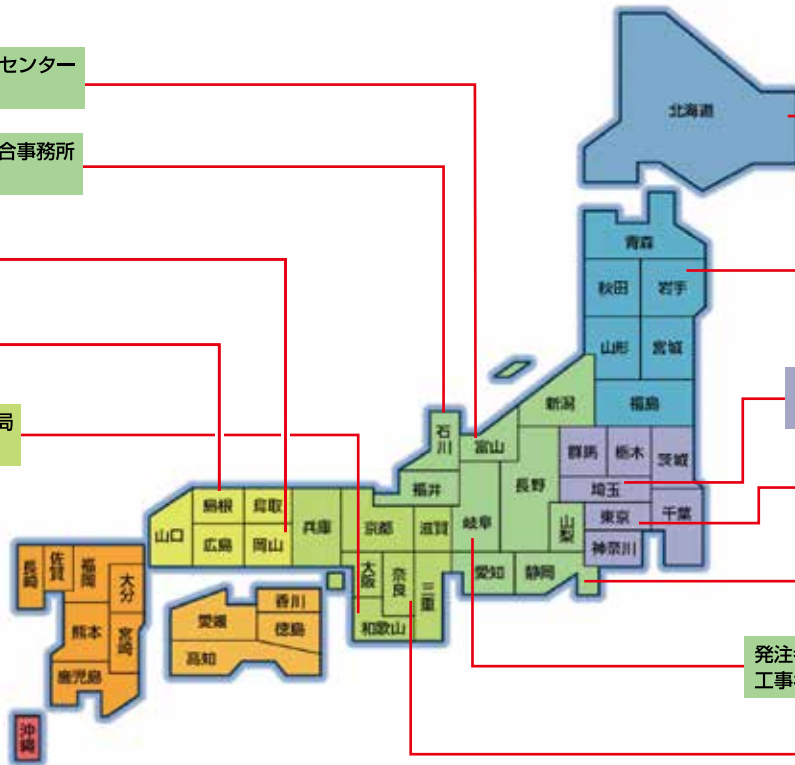 センター
合事務所
局
発注
工事
北海道
青森
秋田
岩手
山形
宮城
福島
新潟
石川
富山
群馬
栃木
茨城
福井
長野
埼玉
岐阜
山梨
東京
千葉
神奈川
島根
鳥取
兵庫
京都
滋賀
山口
広島
岡山
大阪
奈良
三重
愛知
静岡
和歌山
長崎
佐賀
福岡
大分
熊本
宮崎
鹿児島
香川
愛媛
徳島
高知
沖縄